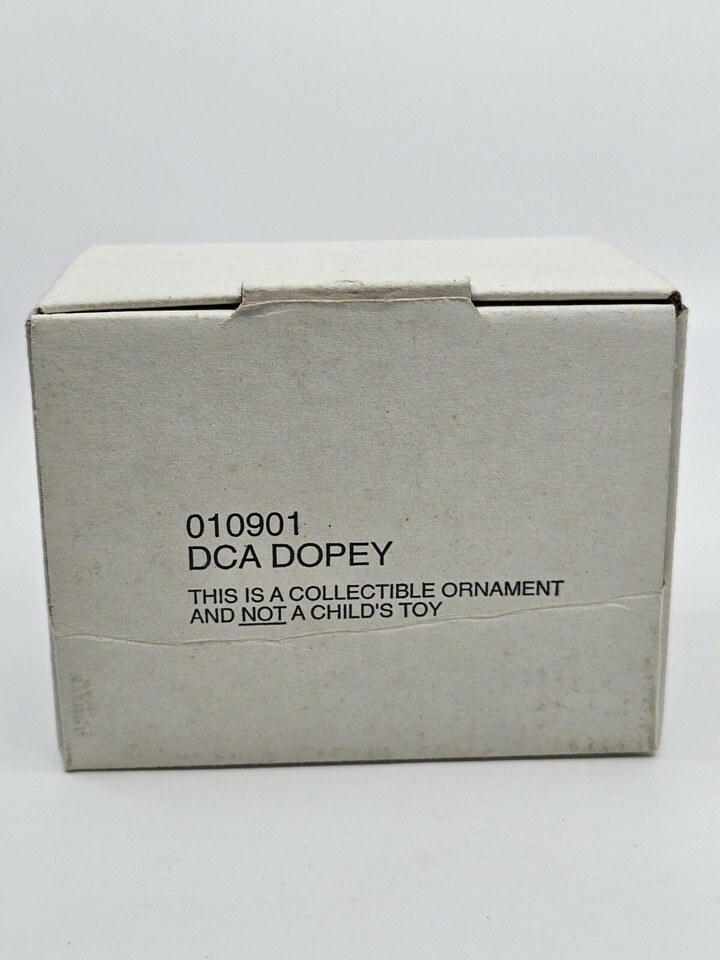 010901
DCA DOPEY
THIS IS A COLLECTIBLE ORNAMENT
AND NOT A CHILD'S TOY